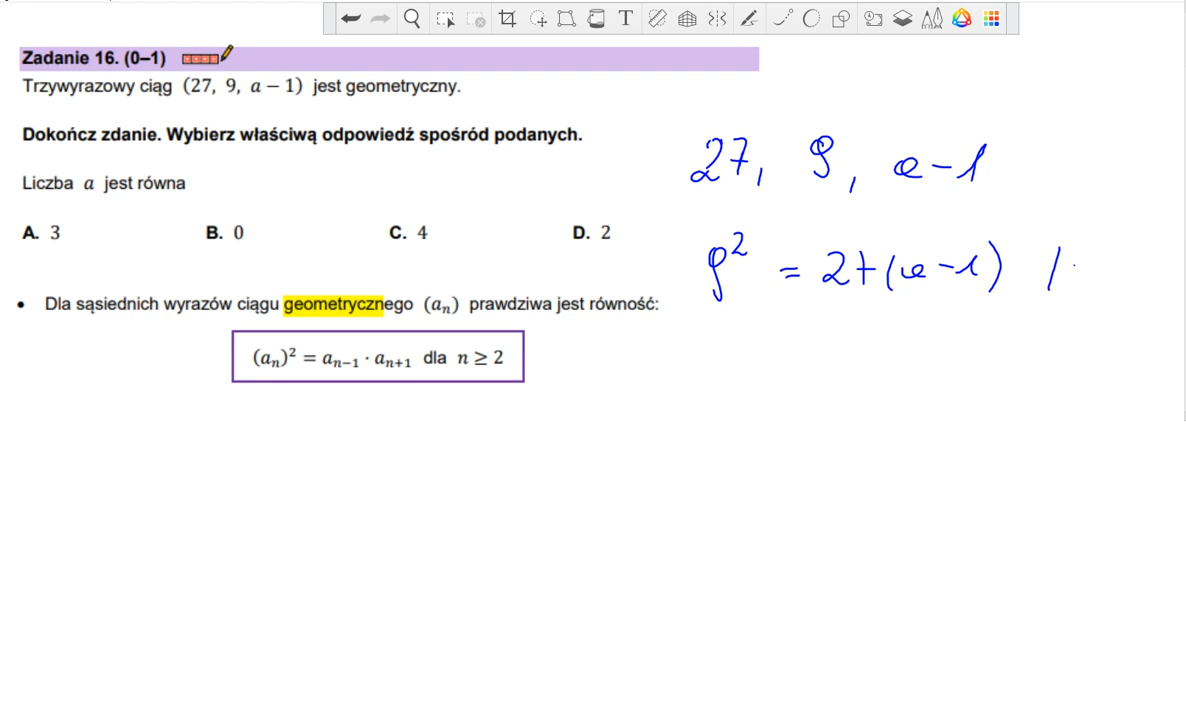 Zadanie 16. (0–1)
Trzywyrazowy ciąg (27, 9, a − 1) jest geometryczny.
Dokończ zdanie. Wybierz właściwą odpowiedź spośród podanych.
Liczba a jest równa
A. 3 B. 0 C. 4 D. 2
• Dla sąsiednich wyrazów ciągu geometrycznego (aₙ) prawdziwa jest równość:
(aₙ)² = aₙ₋₁ · aₙ₊₁ dla n ≥ 2
27, 9, a−1
9² = 27(a−1) /·